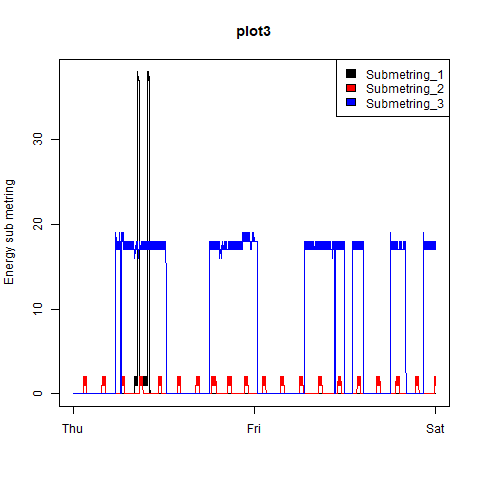 plot3
Submetring_1
Submetring_2
Submetring_3
Energy sub metring
30
20
10
0
Thu
Fri
Sat